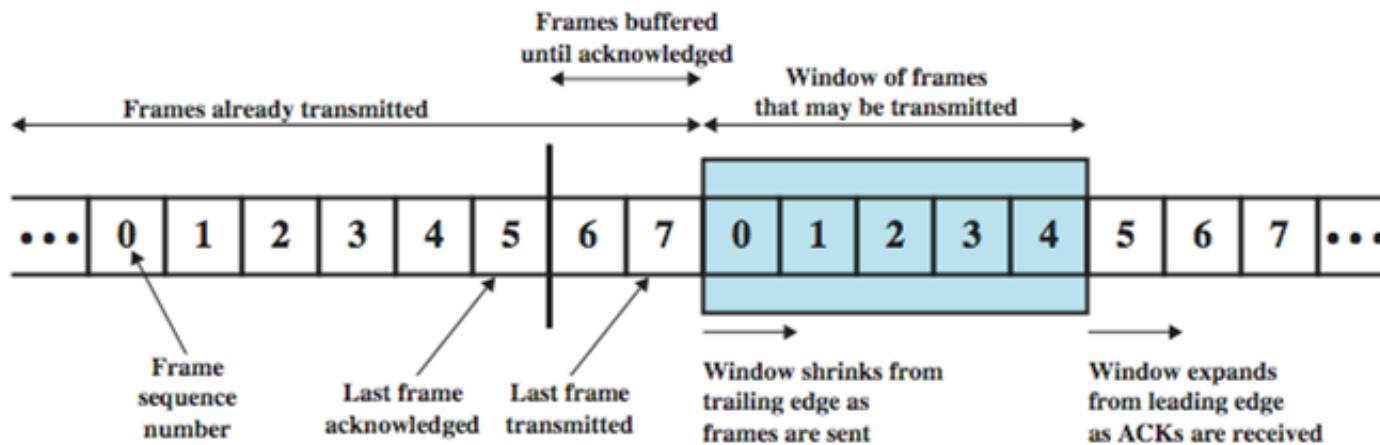 Frames buffered
until acknowledged
Window of frames
that may be transmitted
Frames already transmitted
••• 0 1 2 3 4 5 6 7 0 1 2 3 4 5 6 7 •••
Frame
sequence
number
Last frame
acknowledged
Last frame
transmitted
Window shrinks from
trailing edge as
frames are sent
Window expands
from leading edge
as ACKs are received